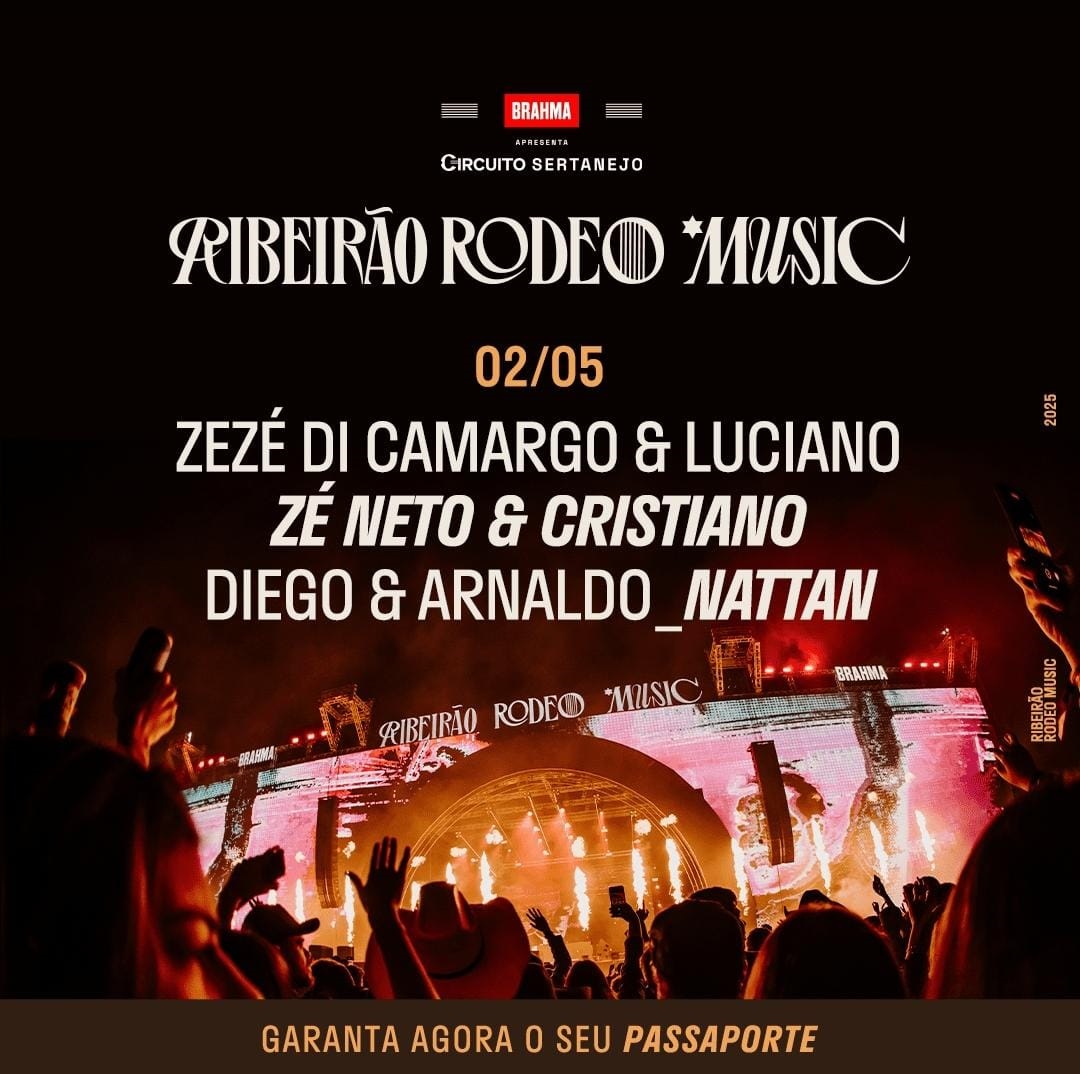 BRAHMA
APRESENTA
CIRCUITO SERTANEJO
RIBEIRÃO RODEO MUSIC
02/05
2025
ZEZÉ DI CAMARGO & LUCIANO
ZÉ NETO & CRISTIANO
DIEGO & ARNALDO_NATTAN
RIBEIRÃO
RODEO MUSIC
BRAHMA
RIBEIRÃO RODEO MUSIC
BRAHMA
GARANTA AGORA O SEU PASSAPORTE